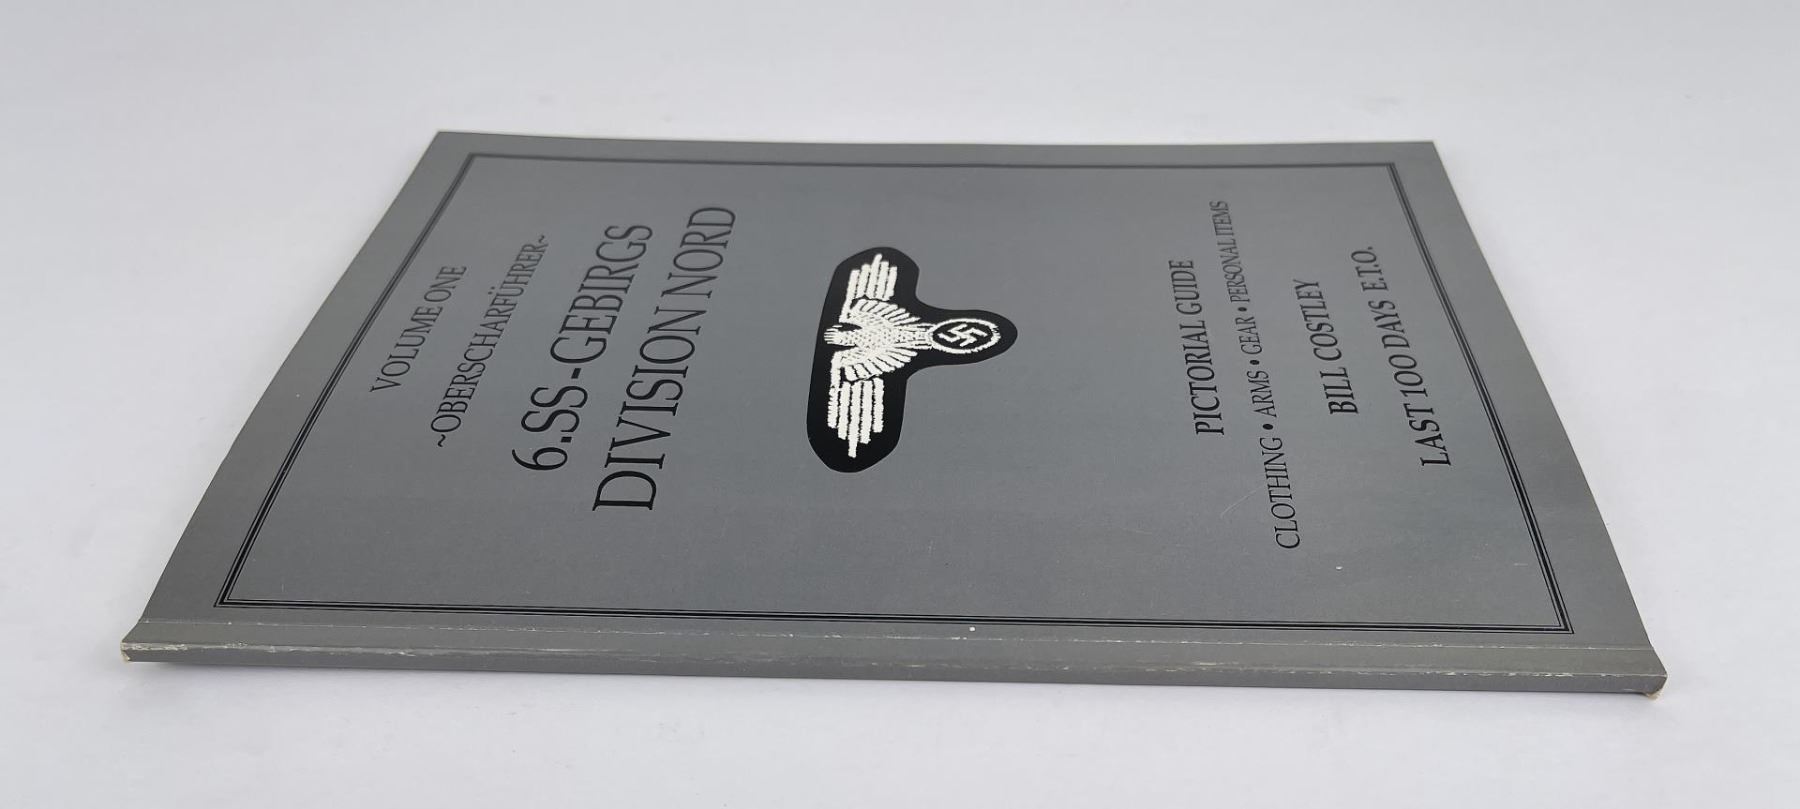 VOLUME ONE
~OBERSCHARFÜHRER~
6.SS-GEBIRGS
DIVISION NORD
PICTORIAL GUIDE
CLOTHING • ARMS • GEAR • PERSONAL ITEMS
BILL COSTLEY
LAST 100 DAYS E.T.O.